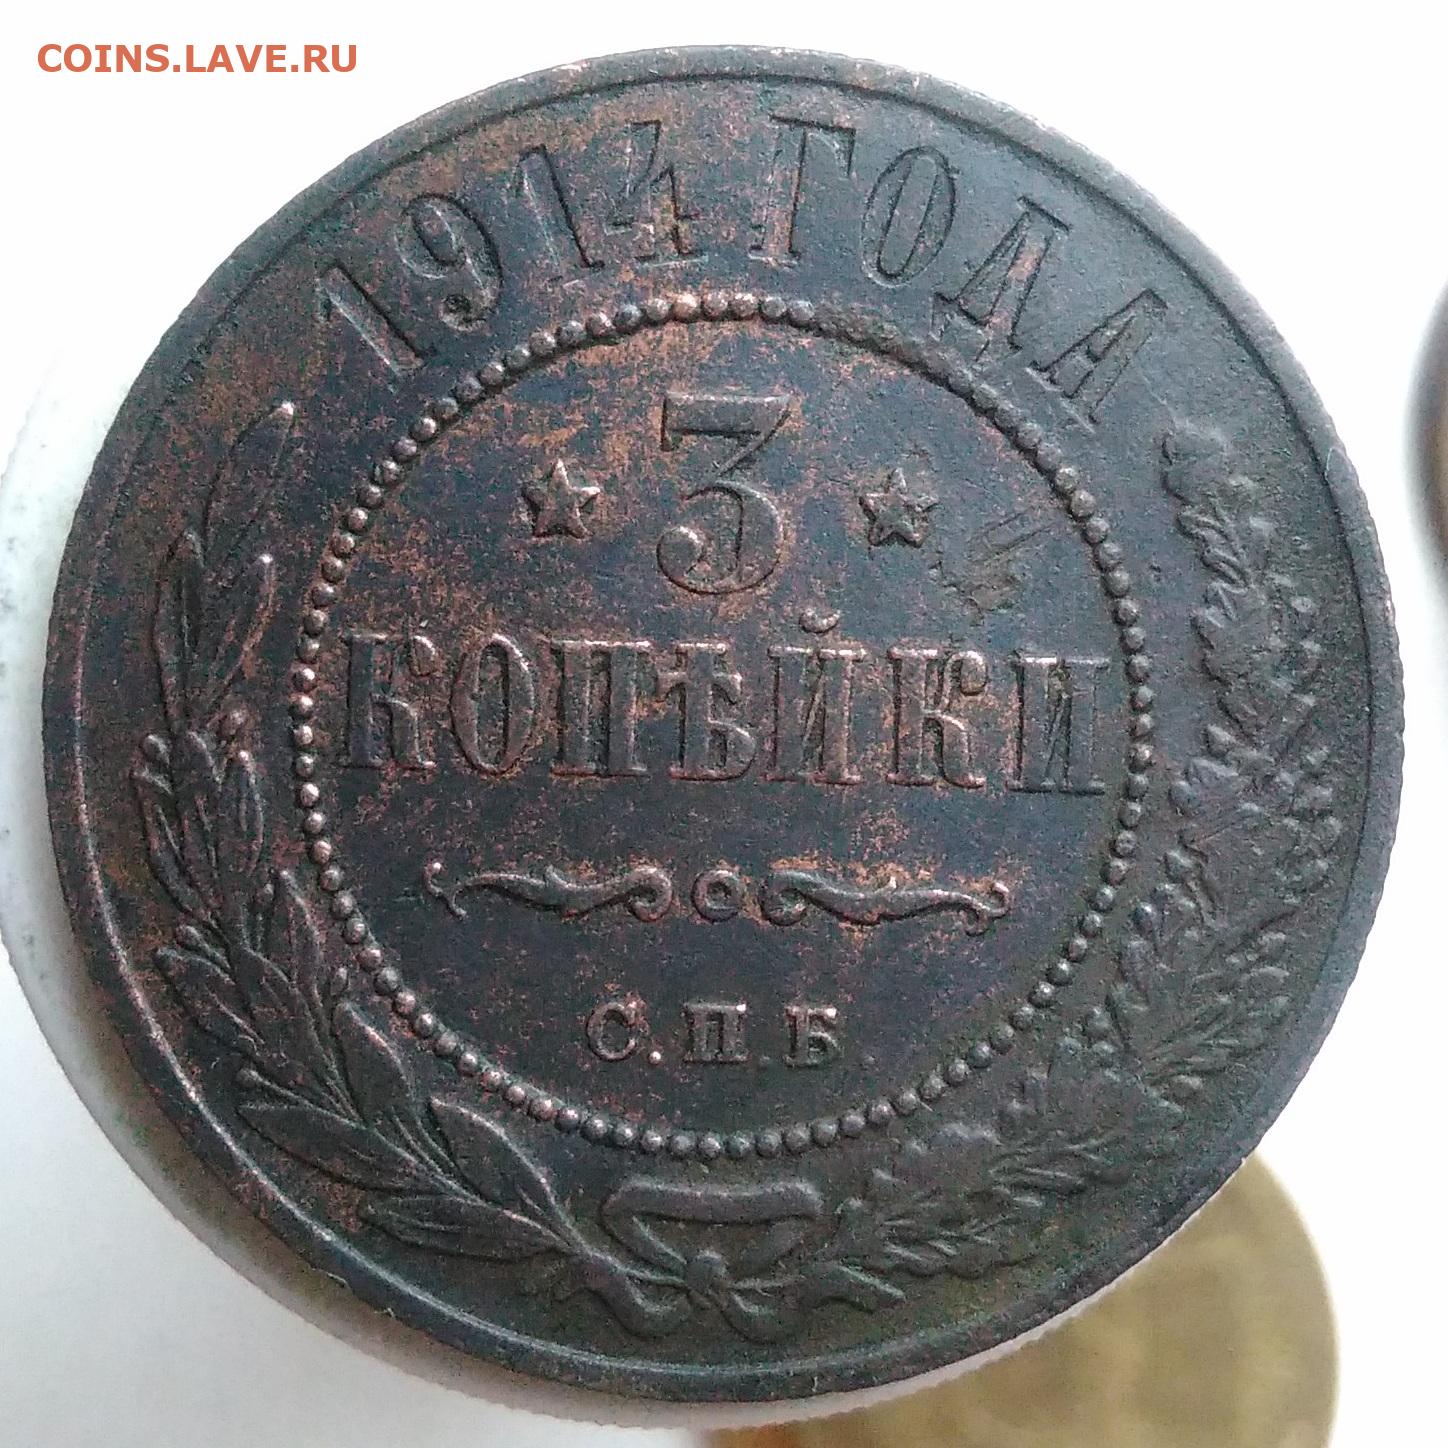 COINS.LAVE.RU
1914 ГОДА
3
КОПѢЙКИ
С.П.Б.